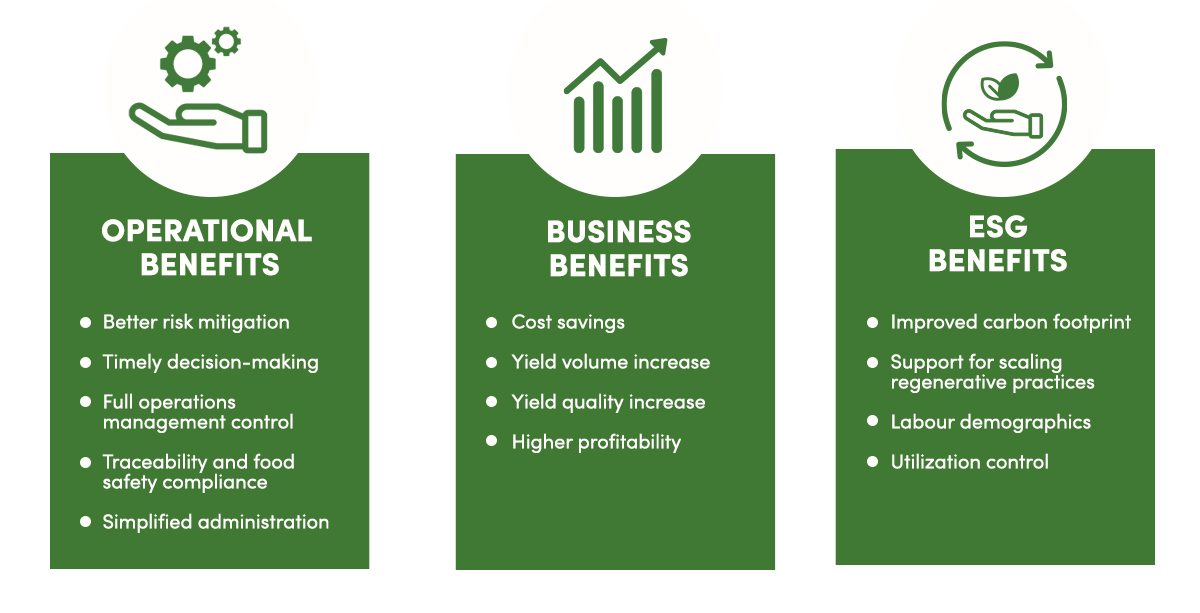 OPERATIONAL
BENEFITS
Better risk mitigation
Timely decision-making
Full operations
management control
Traceability and food
safety compliance
Simplified administration
BUSINESS
BENEFITS
Cost savings
Yield volume increase
Yield quality increase
Higher profitability
ESG
BENEFITS
Improved carbon footprint
Support for scaling
regenerative practices
Labour demographics
Utilization control